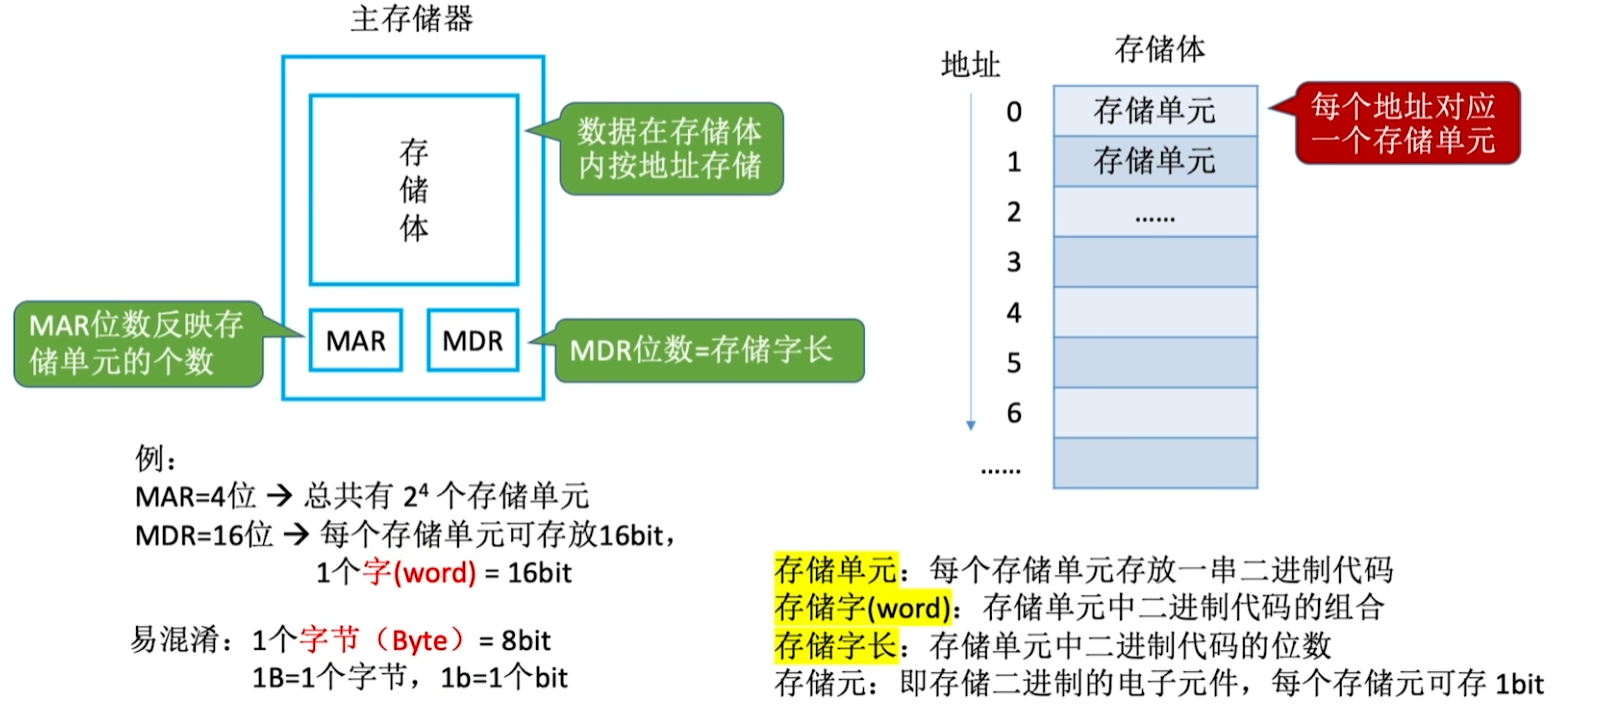 主存储器
存
储
体
数据在存储体
内按地址存储
MAR位数反映存
储单元的个数
MAR
MDR
MDR位数=存储字长
例：
MAR=4位 → 总共有 2⁴ 个存储单元
MDR=16位 → 每个存储单元可存放16bit，
1个字(word) = 16bit
易混淆：1个字节（Byte）= 8bit
1B=1个字节，1b=1个bit
地址
存储体
0
存储单元
1
存储单元
2
……
3
4
5
6
……
每个地址对应
一个存储单元
存储单元：每个存储单元存放一串二进制代码
存储字(word)：存储单元中二进制代码的组合
存储字长：存储单元中二进制代码的位数
存储元：即存储二进制的电子元件，每个存储元可存 1bit